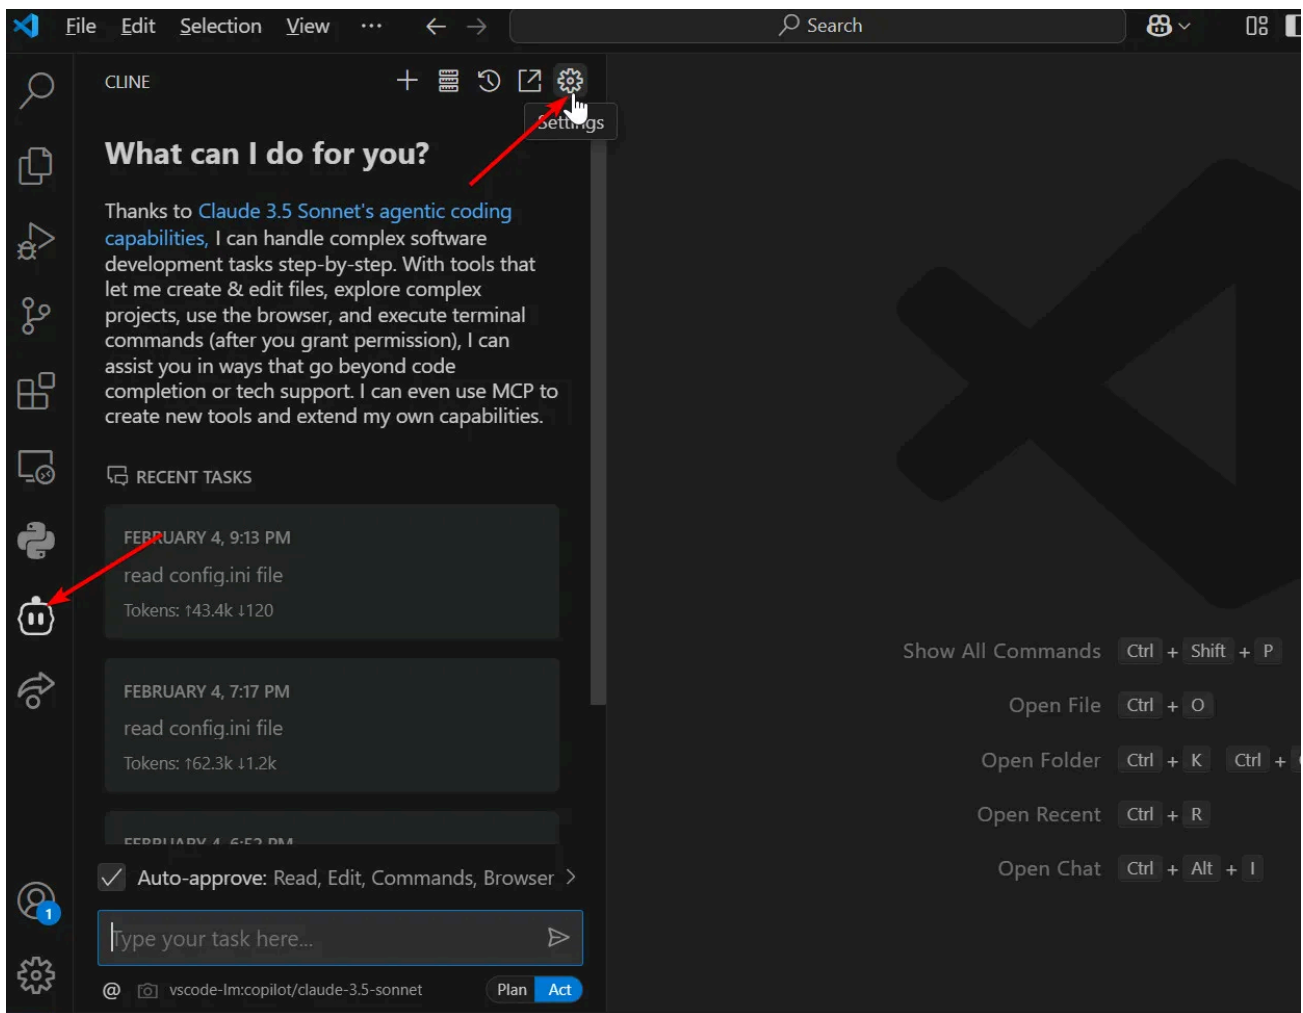 File Edit Selection View ... Search
CLINE
Settings
What can I do for you?
Thanks to Claude 3.5 Sonnet's agentic coding
capabilities, I can handle complex software
development tasks step-by-step. With tools that
let me create & edit files, explore complex
projects, use the browser, and execute terminal
commands (after you grant permission), I can
assist you in ways that go beyond code
completion or tech support. I can even use MCP to
create new tools and extend my own capabilities.
RECENT TASKS
FEBRUARY 4, 9:13 PM
read config.ini file
Tokens: ↑43.4k ↓120
FEBRUARY 4, 7:17 PM
read config.ini file
Tokens: ↑62.3k ↓1.2k
FEBRUARY 4, 6:52 PM
Auto-approve: Read, Edit, Commands, Browser >
Type your task here...
@ vscode-lm:copilot/claude-3.5-sonnet Plan Act
1
Show All Commands Ctrl + Shift + P
Open File Ctrl + O
Open Folder Ctrl + K Ctrl +
Open Recent Ctrl + R
Open Chat Ctrl + Alt + I